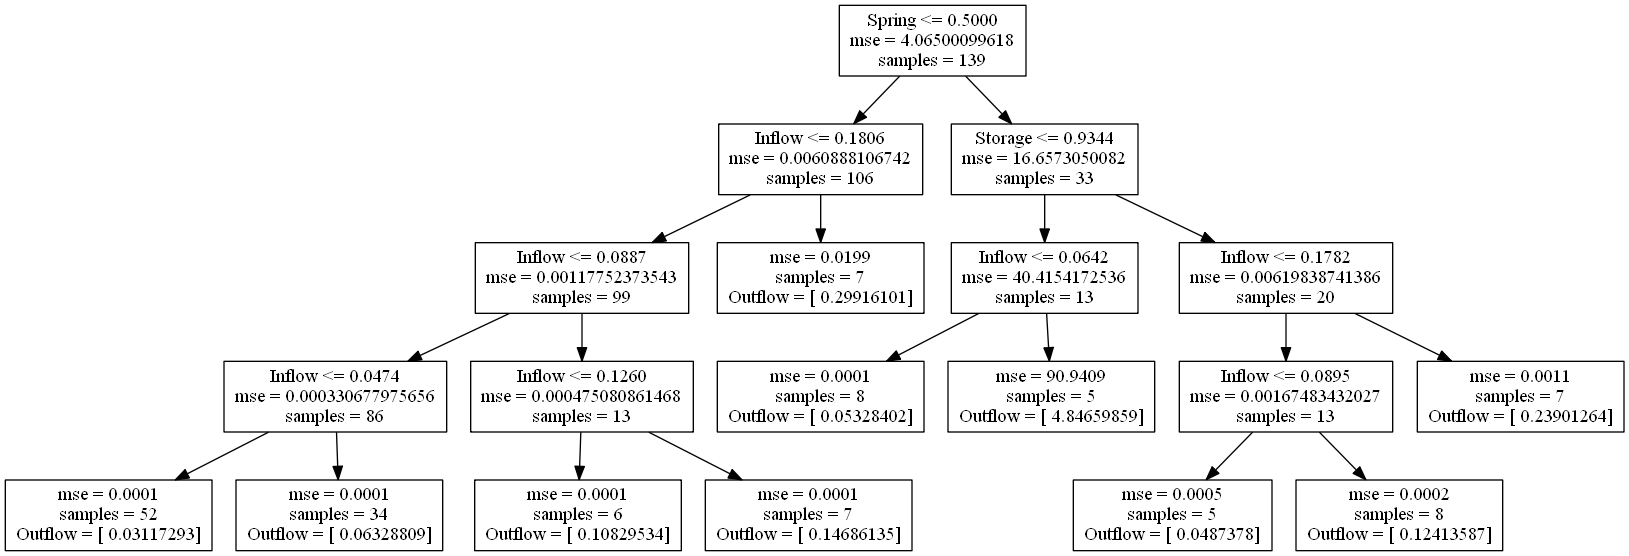 Spring <= 0.5000
mse = 4.06500099618
samples = 139
Inflow <= 0.1806
mse = 0.0060888106742
samples = 106
Storage <= 0.9344
mse = 16.6573050082
samples = 33
Inflow <= 0.0887
mse = 0.00117752373543
samples = 99
mse = 0.0199
samples = 7
Outflow = [ 0.29916101]
Inflow <= 0.0642
mse = 40.4154172536
samples = 13
Inflow <= 0.1782
mse = 0.00619838741386
samples = 20
Inflow <= 0.0474
mse = 0.000330677975656
samples = 86
Inflow <= 0.1260
mse = 0.000475080861468
samples = 13
mse = 0.0001
samples = 8
Outflow = [ 0.05328402]
mse = 90.9409
samples = 5
Outflow = [ 4.84659859]
Inflow <= 0.0895
mse = 0.00167483432027
samples = 13
mse = 0.0011
samples = 7
Outflow = [ 0.23901264]
mse = 0.0001
samples = 52
Outflow = [ 0.03117293]
mse = 0.0001
samples = 34
Outflow = [ 0.06328809]
mse = 0.0001
samples = 6
Outflow = [ 0.10829534]
mse = 0.0001
samples = 7
Outflow = [ 0.14686135]
mse = 0.0005
samples = 5
Outflow = [ 0.0487378]
mse = 0.0002
samples = 8
Outflow = [ 0.12413587]